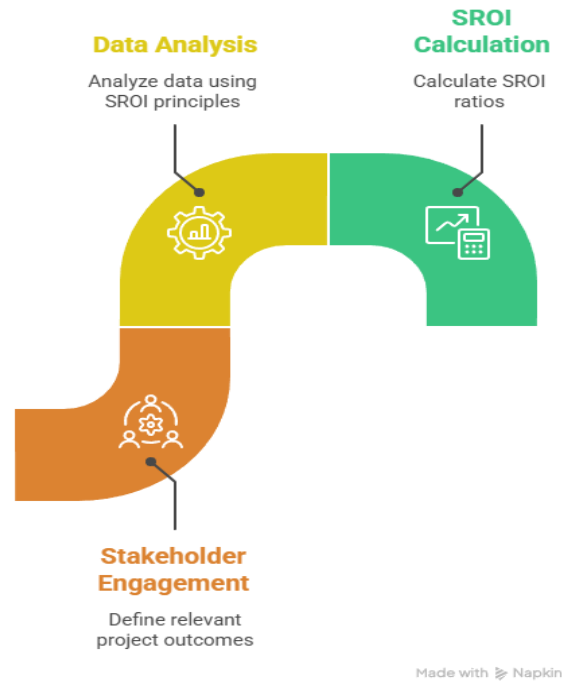 Data Analysis
Analyze data using
SROI principles
SROI
Calculation
Calculate SROI
ratios
Stakeholder
Engagement
Define relevant
project outcomes
Made with Napkin